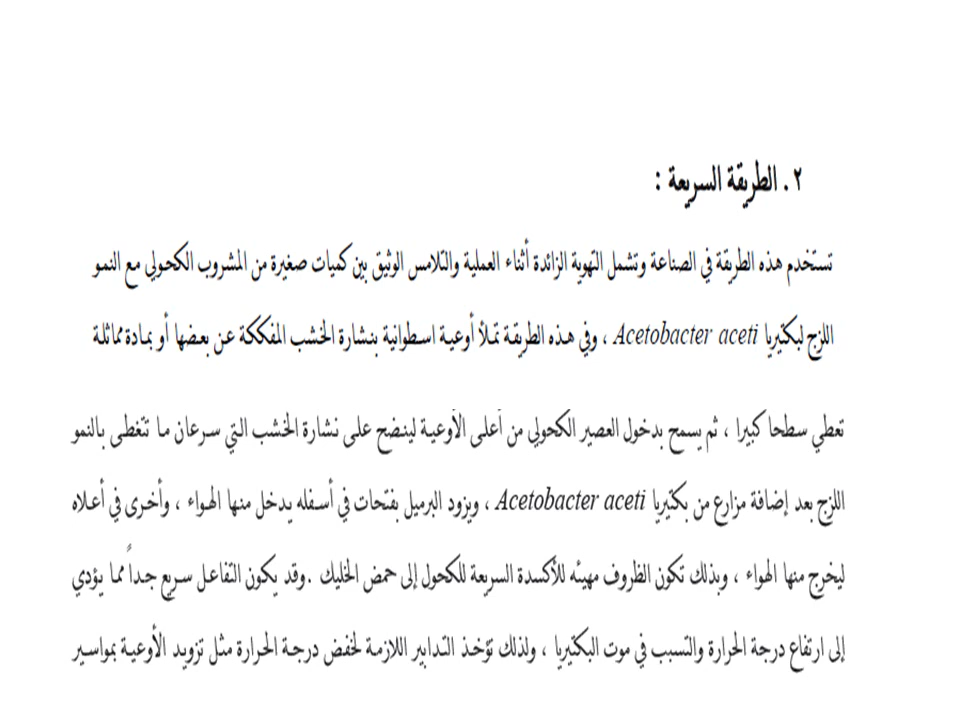 ٢. الطريقة السريعة :
تستخدم هذه الطريقة في الصناعة وتشمل التهوية الزائدة أثناء العملية والتلامس الوثيق بين كميات صغيرة من المشروب الكحولي مع النمو
اللزج لبكتيريا Acetobacter aceti ، وفي هذه الطريقة تملأ أوعية اسطوانية بنشارة الخشب المفككة عن بعضها أو بمادة مماثلة
تعطي سطحا كبيرا ، ثم يسمح بدخول العصير الكحولي من أعلى الأوعية لينضح على نشارة الخشب التي سرعان ما تتغطى بالنمو
اللزج بعد إضافة مزارع من بكتيريا Acetobacter aceti ، ويزود البرميل بفتحات في أسفله يدخل منها الهواء ، وأخرى في أعلاه
ليخرج منها الهواء ، وبذلك تكون الظروف مهيئه للأكسدة السريعة للكحول إلى حمض الخليك .وقد يكون التفاعل سريع جداً مما يؤدي
إلى ارتفاع درجة الحرارة والتسبب في موت البكتيريا ، ولذلك تؤخذ التدابير اللازمة لخفض درجة الحرارة مثل تزويد الأوعية بمواسير